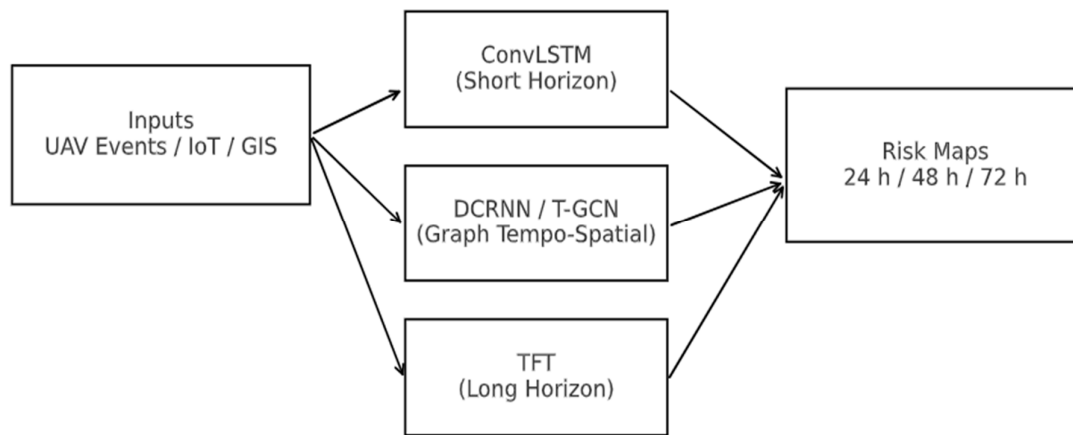 Inputs
UAV Events / IoT / GIS
ConvLSTM
(Short Horizon)
DCRNN / T-GCN
(Graph Tempo-Spatial)
TFT
(Long Horizon)
Risk Maps
24 h / 48 h / 72 h